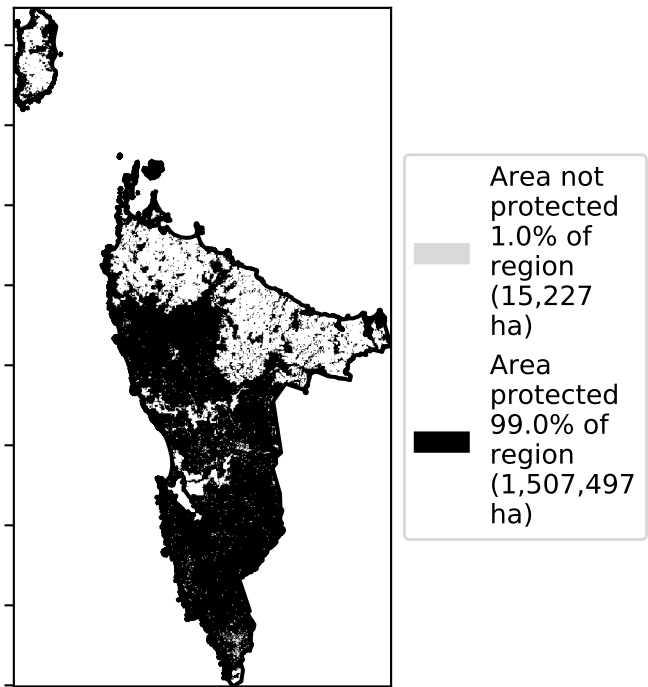 Area not
protected
1.0% of
region
(15,227
ha)
Area
protected
99.0% of
region
(1,507,497
ha)